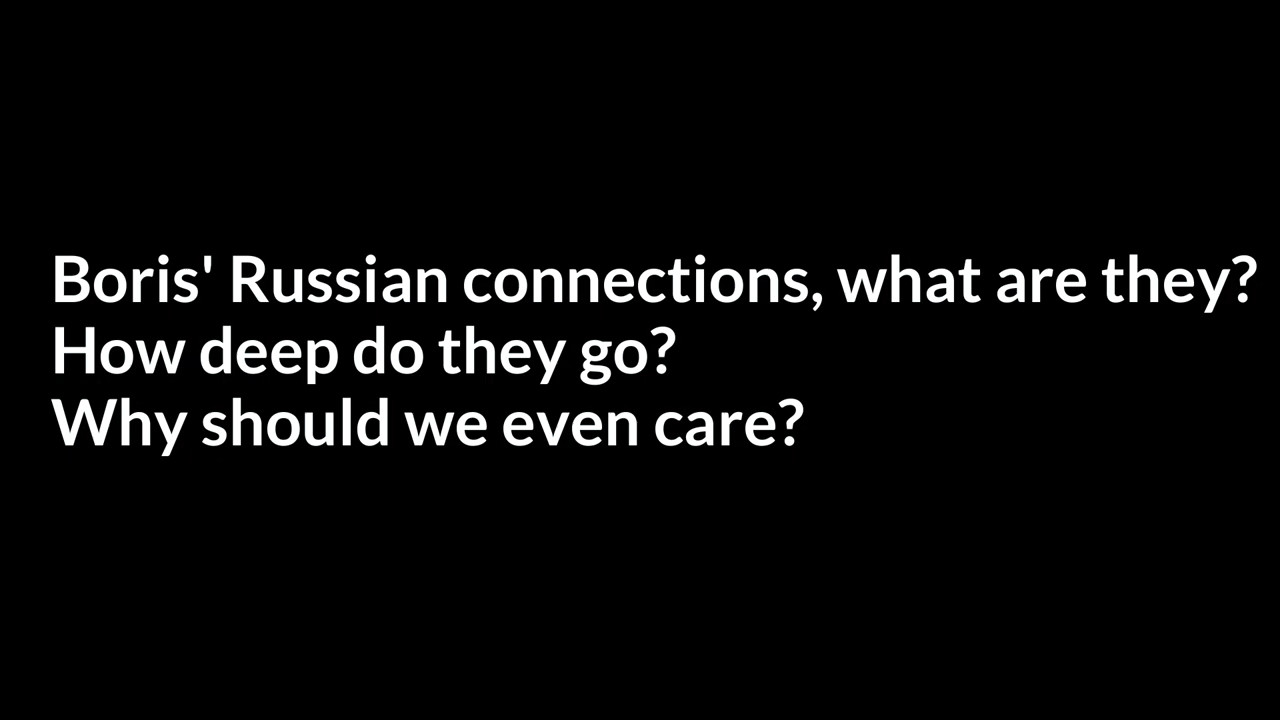 Boris' Russian connections, what are they?
How deep do they go?
Why should we even care?